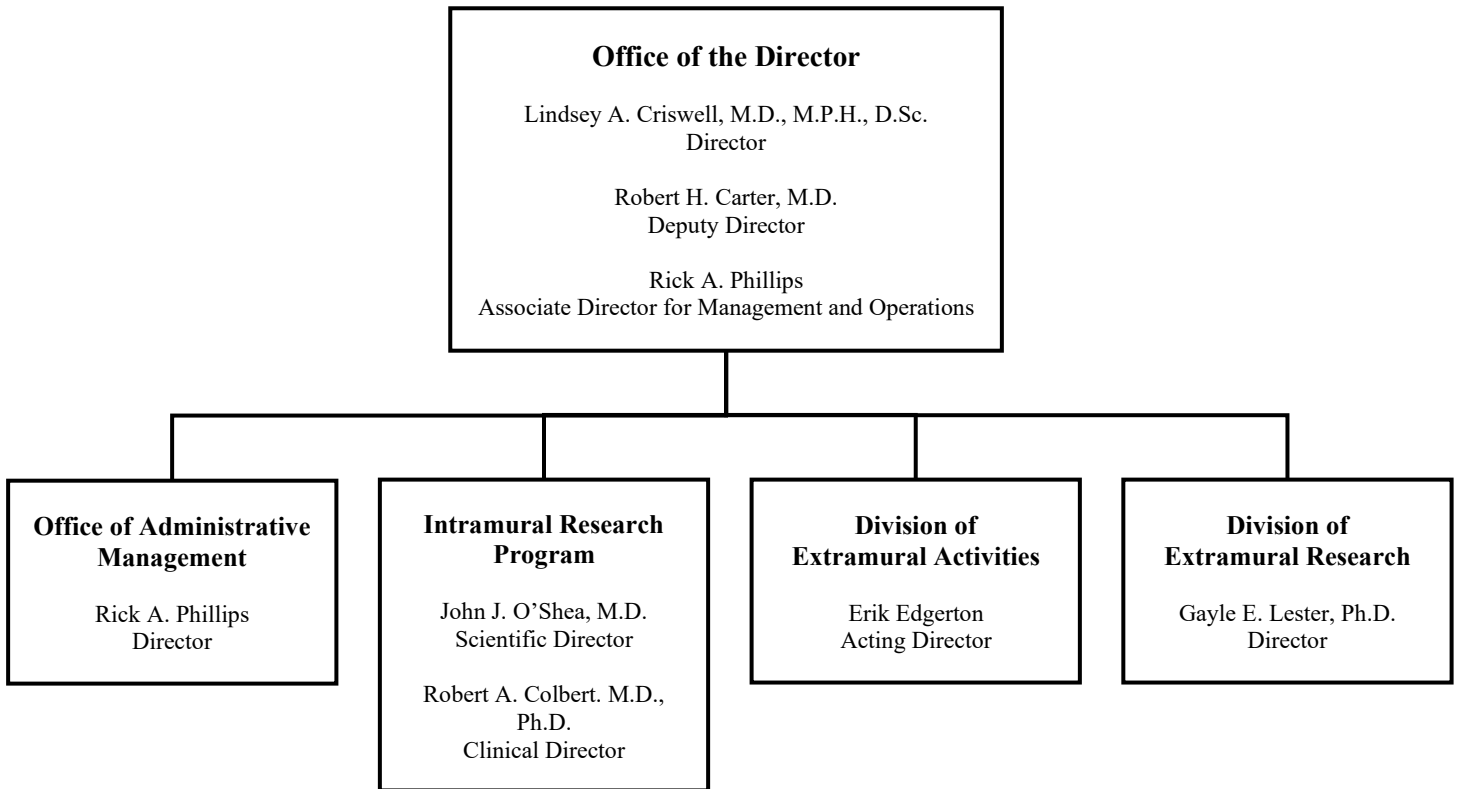 Office of the Director
Lindsey A. Criswell, M.D., M.P.H., D.Sc.
Director
Robert H. Carter, M.D.
Deputy Director
Rick A. Phillips
Associate Director for Management and Operations
Office of Administrative
Management
Rick A. Phillips
Director
Intramural Research
Program
John J. O’Shea, M.D.
Scientific Director
Robert A. Colbert. M.D.,
Ph.D.
Clinical Director
Division of
Extramural Activities
Erik Edgerton
Acting Director
Division of
Extramural Research
Gayle E. Lester, Ph.D.
Director